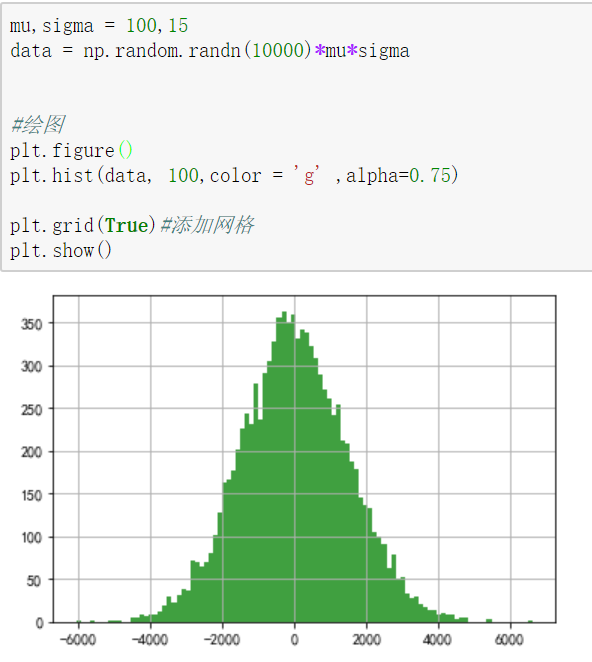 mu,sigma = 100,15
data = np.random.randn(10000)*mu*sigma
#绘图
plt.figure()
plt.hist(data, 100,color = 'g' ,alpha=0.75)
plt.grid(True)#添加网格
plt.show()
350
300
250
200
150
100
50
0
−6000 −4000 −2000 0 2000 4000 6000